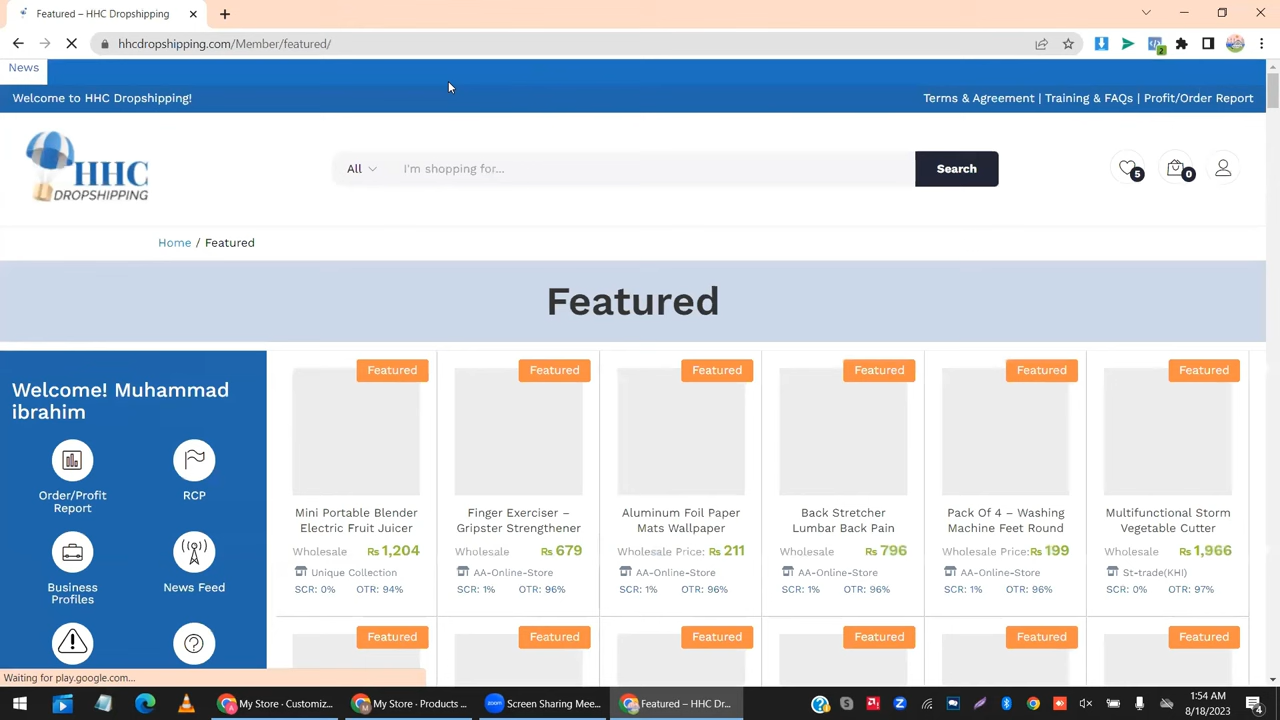 Featured – HHC Dropshipping
hhcdropshipping.com/Member/featured/
2
News
Welcome to HHC Dropshipping!
Terms & Agreement | Training & FAQs | Profit/Order Report
HHC
DROPSHIPPING
All
I'm shopping for...
Search
5
0
Home / Featured
Featured
Welcome! Muhammad
ibrahim
Order/Profit
Report
RCP
Business
Profiles
News Feed
Featured
Mini Portable Blender
Electric Fruit Juicer
Wholesale ₨ 1,204
Unique Collection
SCR: 0% OTR: 94%
Featured
Finger Exerciser –
Gripster Strengthener
Wholesale ₨ 679
AA-Online-Store
SCR: 1% OTR: 96%
Featured
Aluminum Foil Paper
Mats Wallpaper
Wholesale Price: ₨ 211
AA-Online-Store
SCR: 1% OTR: 96%
Featured
Back Stretcher
Lumbar Back Pain
Wholesale ₨ 796
AA-Online-Store
SCR: 1% OTR: 96%
Featured
Pack Of 4 – Washing
Machine Feet Round
Wholesale Price:₨ 199
AA-Online-Store
SCR: 1% OTR: 96%
Featured
Multifunctional Storm
Vegetable Cutter
Wholesale ₨ 1,966
St-trade(KHI)
SCR: 0% OTR: 97%
Featured
Featured
Featured
Featured
Featured
Featured
Waiting for play.google.com...
My Store · Customiz...
My Store · Products ...
Screen Sharing Mee...
Featured – HHC Dr...
1:54 AM
8/18/2023
4